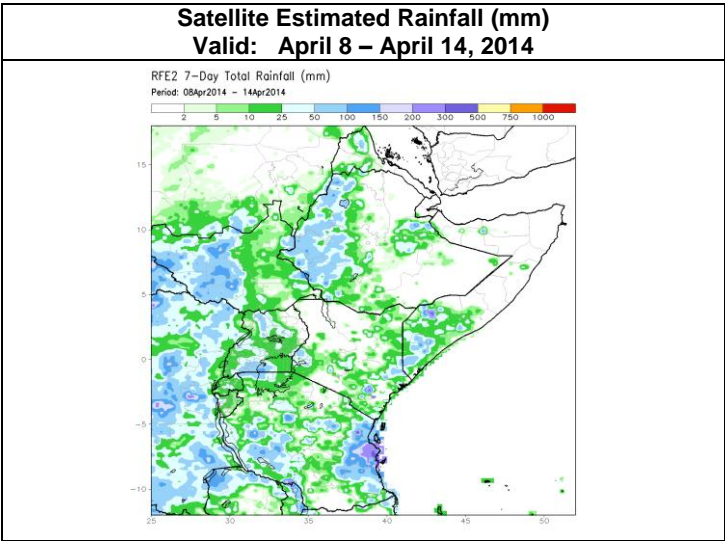 Satellite Estimated Rainfall (mm)
Valid: April 8 – April 14, 2014
RFE2 7-Day Total Rainfall (mm)
Period: 08Apr2014 – 14Apr2014
2 5 10 25 50 100 150 200 300 500 750 1000
15
10
5
0
-5
-10
25 30 35 40 45 50